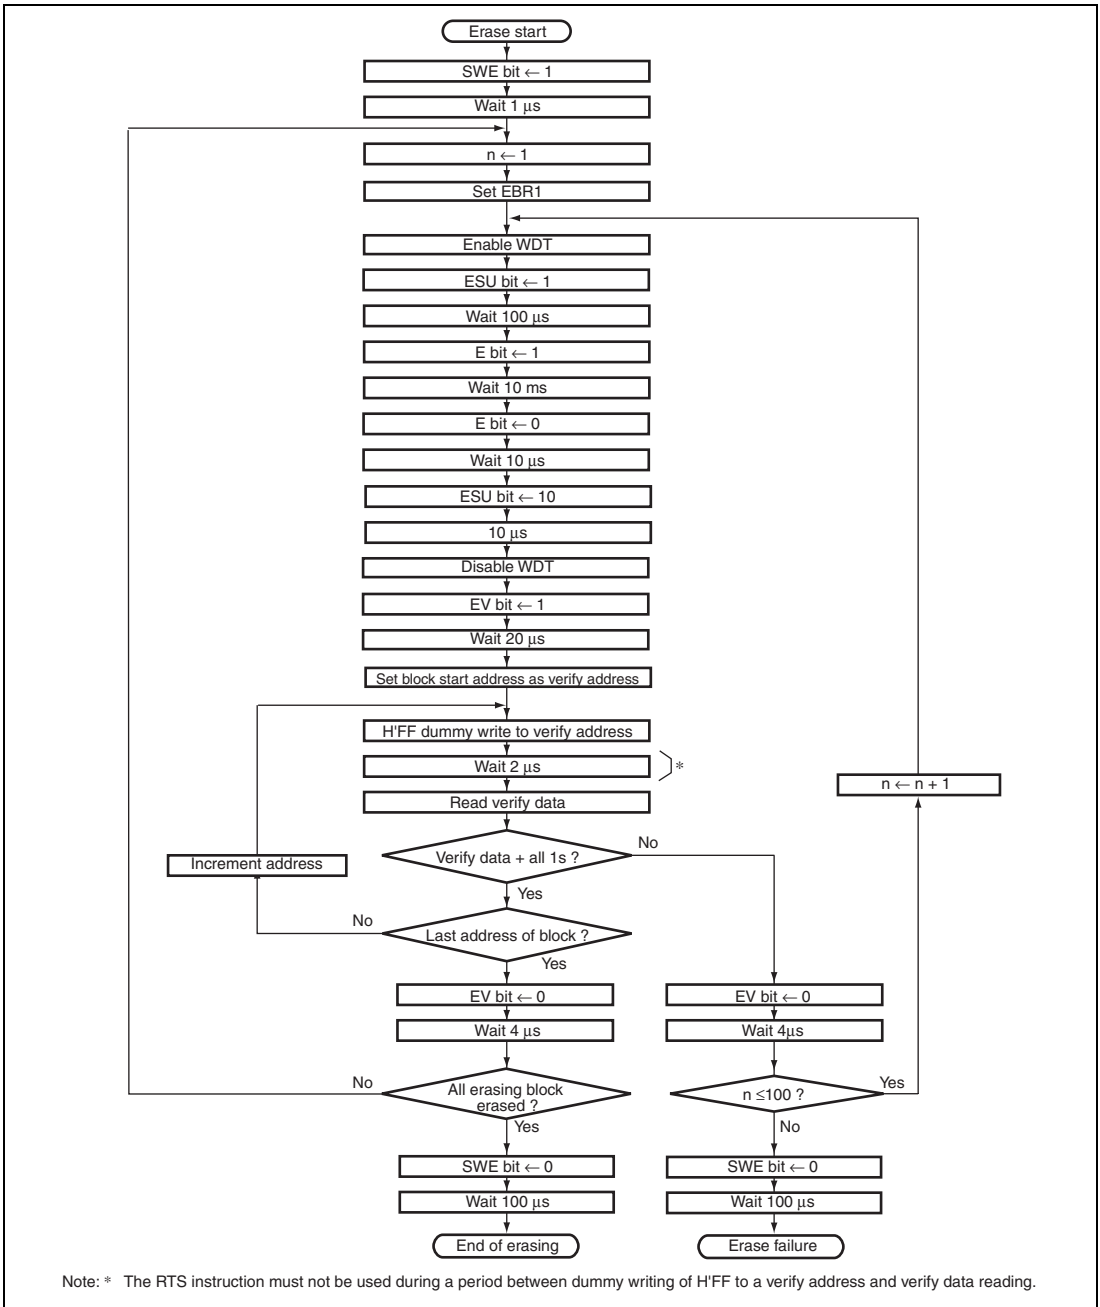 Erase start
SWE bit ← 1
Wait 1 μs
n ← 1
Set EBR1
Enable WDT
ESU bit ← 1
Wait 100 μs
E bit ← 1
Wait 10 ms
E bit ← 0
Wait 10 μs
ESU bit ← 10
10 μs
Disable WDT
EV bit ← 1
Wait 20 μs
Set block start address as verify address
H'FF dummy write to verify address
Wait 2 μs
*
n ← n + 1
Read verify data
No
Verify data + all 1s ?
Increment address
Yes
No
Last address of block ?
Yes
EV bit ← 0
EV bit ← 0
Wait 4 μs
Wait 4μs
No
All erasing block
erased ?
n ≤100 ?
Yes
Yes
No
SWE bit ← 0
SWE bit ← 0
Wait 100 μs
Wait 100 μs
End of erasing
Erase failure
Note: * The RTS instruction must not be used during a period between dummy writing of H'FF to a verify address and verify data reading.